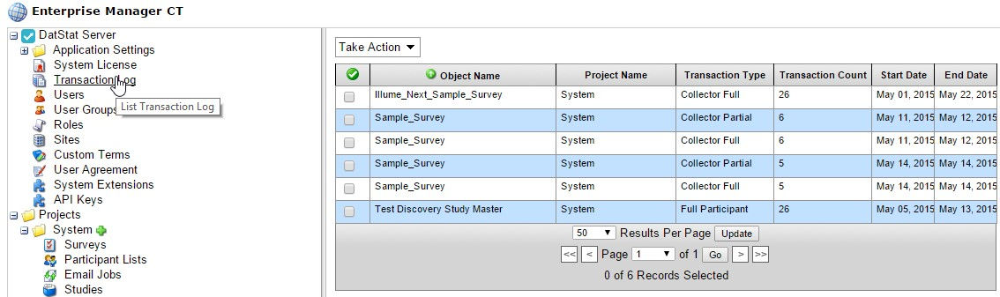 Enterprise Manager CT
DatStat Server
Application Settings
System License
Transaction Log
Users
User Groups
List Transaction Log
Roles
Sites
Custom Terms
User Agreement
System Extensions
API Keys
Projects
System
Surveys
Participant Lists
Email Jobs
Studies
Take Action
Object Name Project Name Transaction Type Transaction Count Start Date End Date
Illume_Next_Sample_Survey System Collector Full 26 May 01, 2015 May 22, 2015
Sample_Survey System Collector Partial 6 May 11, 2015 May 12, 2015
Sample_Survey System Collector Full 6 May 11, 2015 May 12, 2015
Sample_Survey System Collector Partial 5 May 14, 2015 May 14, 2015
Sample_Survey System Collector Full 5 May 14, 2015 May 14, 2015
Test Discovery Study Master System Full Participant 26 May 05, 2015 May 13, 2015
50 Results Per Page Update
<< < Page 1 of 1 Go > >>
0 of 6 Records Selected